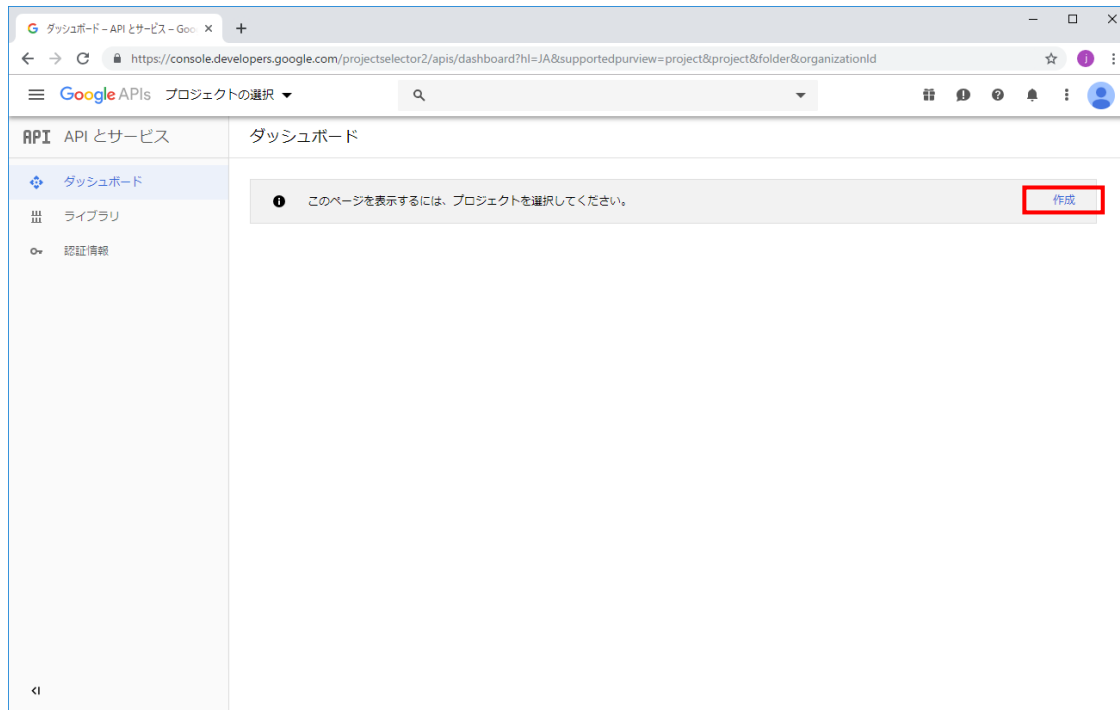 ダッシュボード – API とサービス – Goo
https://console.developers.google.com/projectselector2/apis/dashboard?hl=JA&supportedpurview=project&project&folder&organizationId
j
Google APIs プロジェクトの選択
API API とサービス
ダッシュボード
ダッシュボード
このページを表示するには、プロジェクトを選択してください。
作成
ライブラリ
認証情報